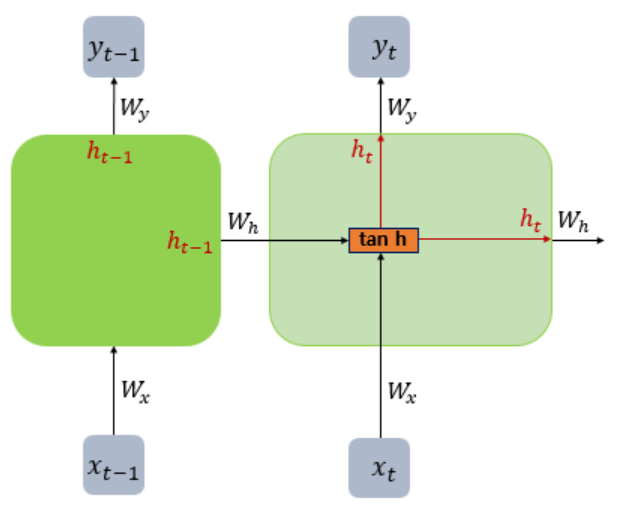 y_{t-1} y_t
W_y W_y
h_{t-1} h_t
h_{t-1} W_h tan h h_t W_h
W_x W_x
x_{t-1} x_t